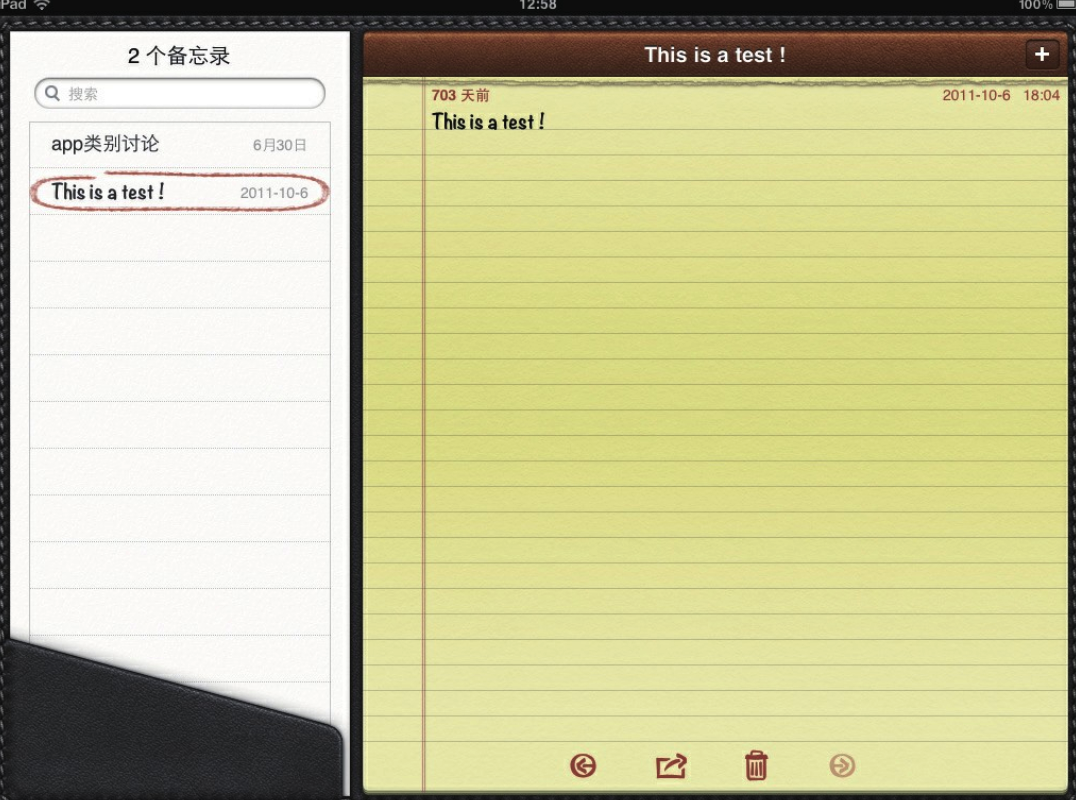 Pad 12:58 100%
2 个备忘录
搜索
app类别讨论 6月30日
This is a test ! 2011-10-6
This is a test !
703 天前 2011-10-6 18:04
This is a test !